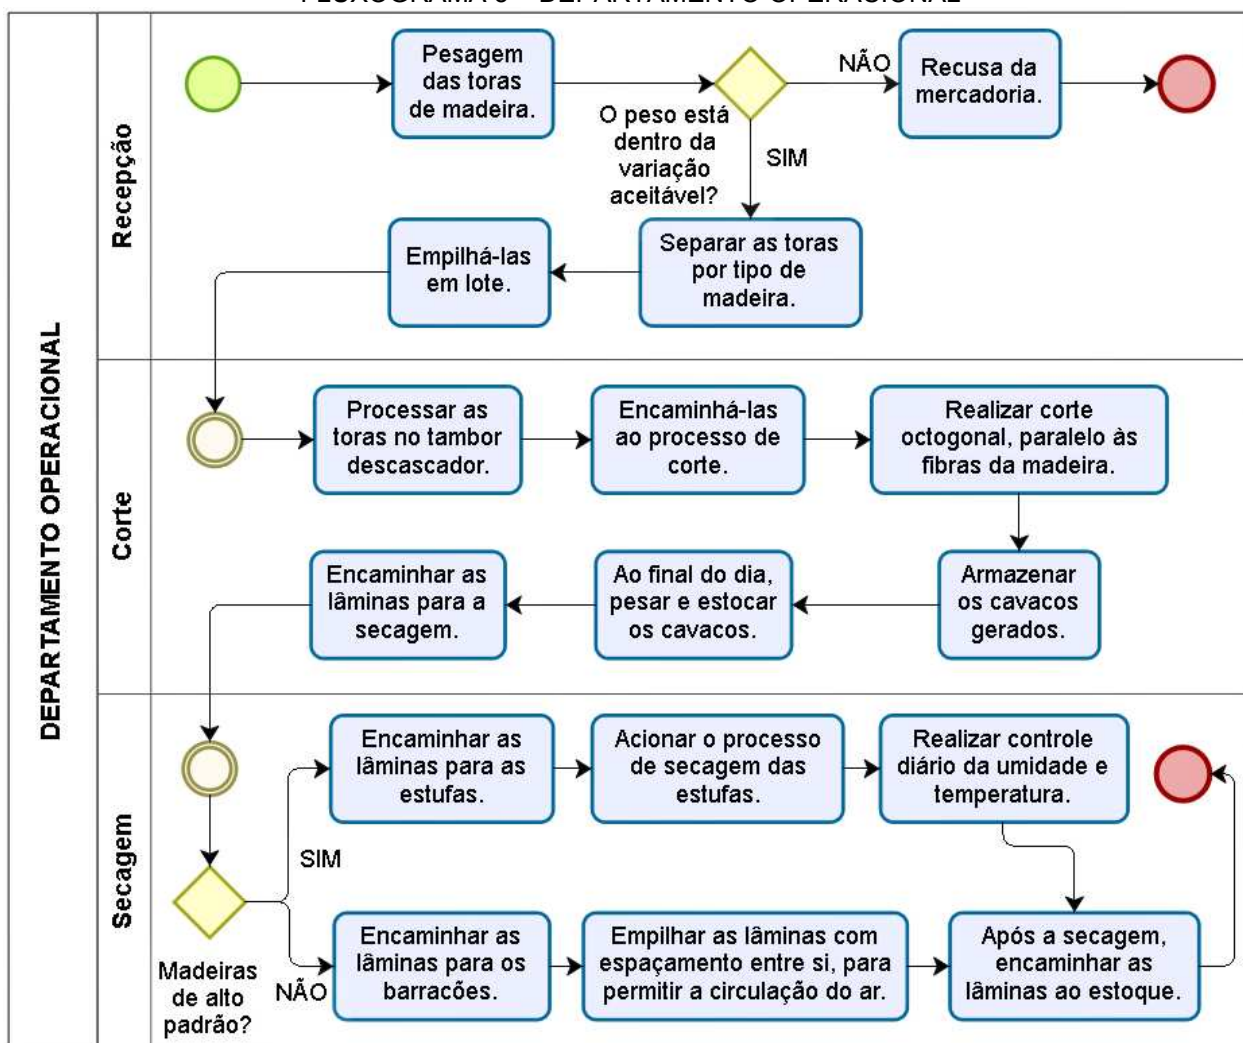 DEPARTAMENTO OPERACIONAL
Recepção
Pesagem
das toras
de madeira.
O peso está
dentro da
variação
aceitável?
NÃO
Recusa da
mercadoria.
SIM
Separar as toras
por tipo de
madeira.
Empilhá-las
em lote.
Corte
Processar as
toras no tambor
descascador.
Encaminhá-las
ao processo de
corte.
Realizar corte
octogonal, paralelo às
fibras da madeira.
Armazenar
os cavacos
gerados.
Ao final do dia,
pesar e estocar
os cavacos.
Encaminhar as
lâminas para a
secagem.
Secagem
Madeiras
de alto
padrão?
SIM
Encaminhar as
lâminas para as
estufas.
Acionar o processo
de secagem das
estufas.
Realizar controle
diário da umidade e
temperatura.
NÃO
Encaminhar as
lâminas para os
barracões.
Empilhar as lâminas com
espaçamento entre si, para
permitir a circulação do ar.
Após a secagem,
encaminhar as
lâminas ao estoque.